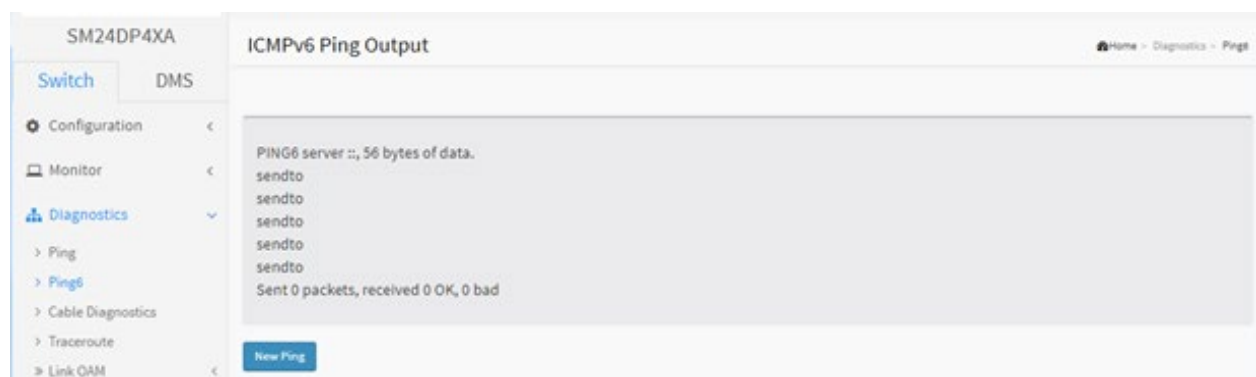 SM24DP4XA
Switch DMS
Configuration
Monitor
Diagnostics
Ping
Ping6
Cable Diagnostics
Traceroute
Link OAM
ICMPv6 Ping Output
Home > Diagnostics > Ping6
PING6 server ::, 56 bytes of data.
sendto
sendto
sendto
sendto
sendto
Sent 0 packets, received 0 OK, 0 bad
New Ping